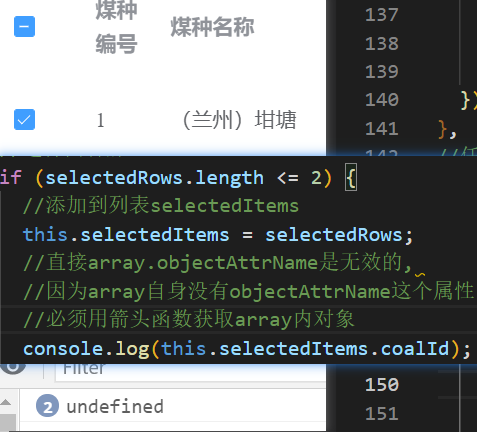 煤种
编号
煤种名称
1
（兰州）坩塘
137
138
139
140
})
141
},
if (selectedRows.length <= 2) {
//添加到列表selectedItems
this.selectedItems = selectedRows;
//直接array.objectAttrName是无效的,
//因为array自身没有objectAttrName这个属性
//必须用箭头函数获取array内对象
console.log(this.selectedItems.coalId);
Filter
150
2 undefined
151